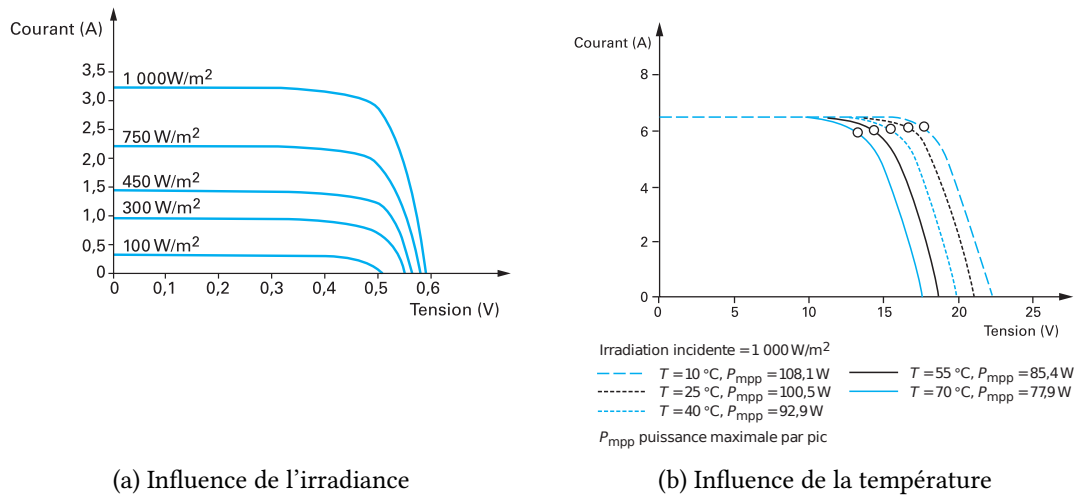 Courant (A)
3,5
3,0
2,5
2,0
1,5
1,0
0,5
0
1 000W/m2
750 W/m2
450 W/m2
300 W/m2
100 W/m2
0
0,1
0,2
0,3
0,4
0,5
0,6
Tension (V)
(a) Influence de l’irradiance
Courant (A)
8
6
4
2
0
0
5
10
15
20
25
Tension (V)
Irradiation incidente = 1 000 W/m2
T = 10 °C, Pmpp = 108,1 W
T = 25 °C, Pmpp = 100,5 W
T = 40 °C, Pmpp = 92,9 W
T = 55 °C, Pmpp = 85,4 W
T = 70 °C, Pmpp = 77,9 W
Pmpp puissance maximale par pic
(b) Influence de la température